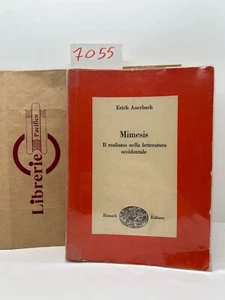 7055
Librerie
Pacifico
Erich Auerbach
Mimesis
Il realismo nella letteratura
occidentale
Einaudi
Editore